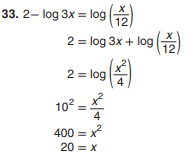 33. 2– log 3x = log (x/12)
2 = log 3x + log (x/12)
2 = log (x²/4)
10² = x²/4
400 = x²
20 = x